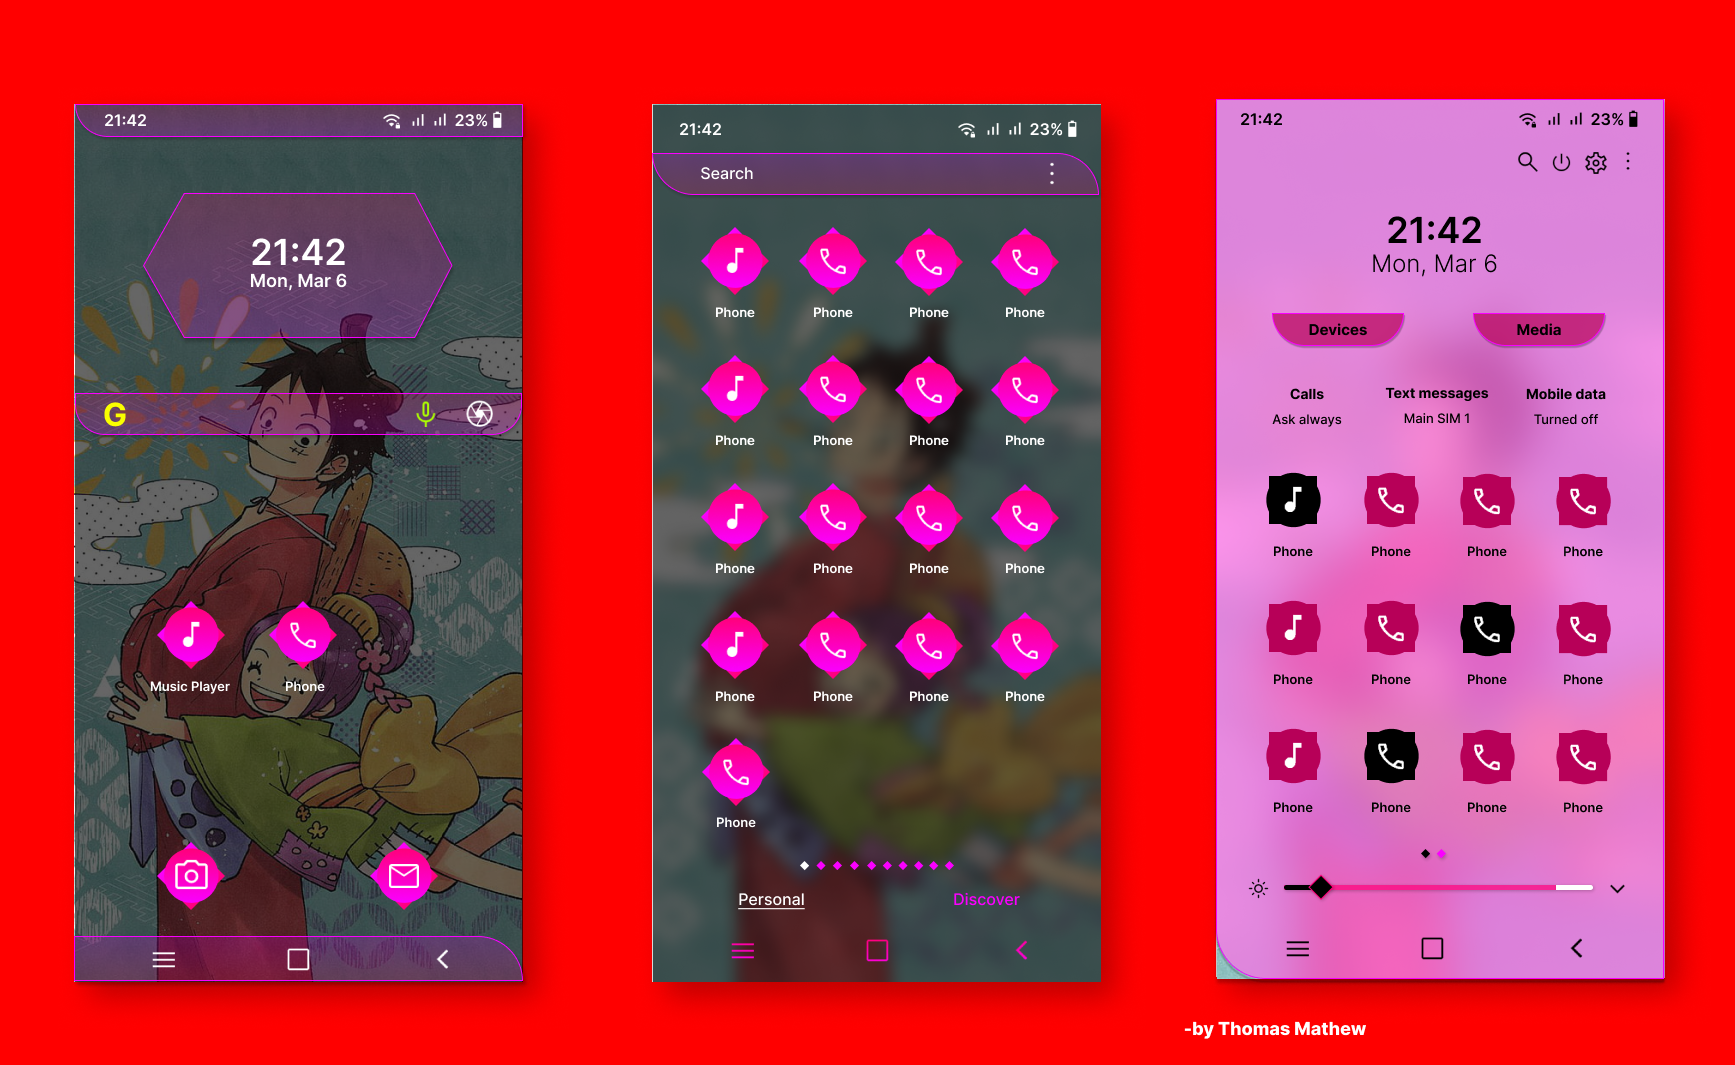 21:42 23%
21:42
Mon, Mar 6
G
Music Player Phone
21:42 23%
Search
Phone Phone Phone Phone
Phone Phone Phone Phone
Phone Phone Phone Phone
Phone Phone Phone Phone
Phone
Personal Discover
21:42 23%
21:42
Mon, Mar 6
Devices Media
Calls Text messages Mobile data
Ask always Main SIM 1 Turned off
Phone Phone Phone Phone
Phone Phone Phone Phone
Phone Phone Phone Phone
-by Thomas Mathew